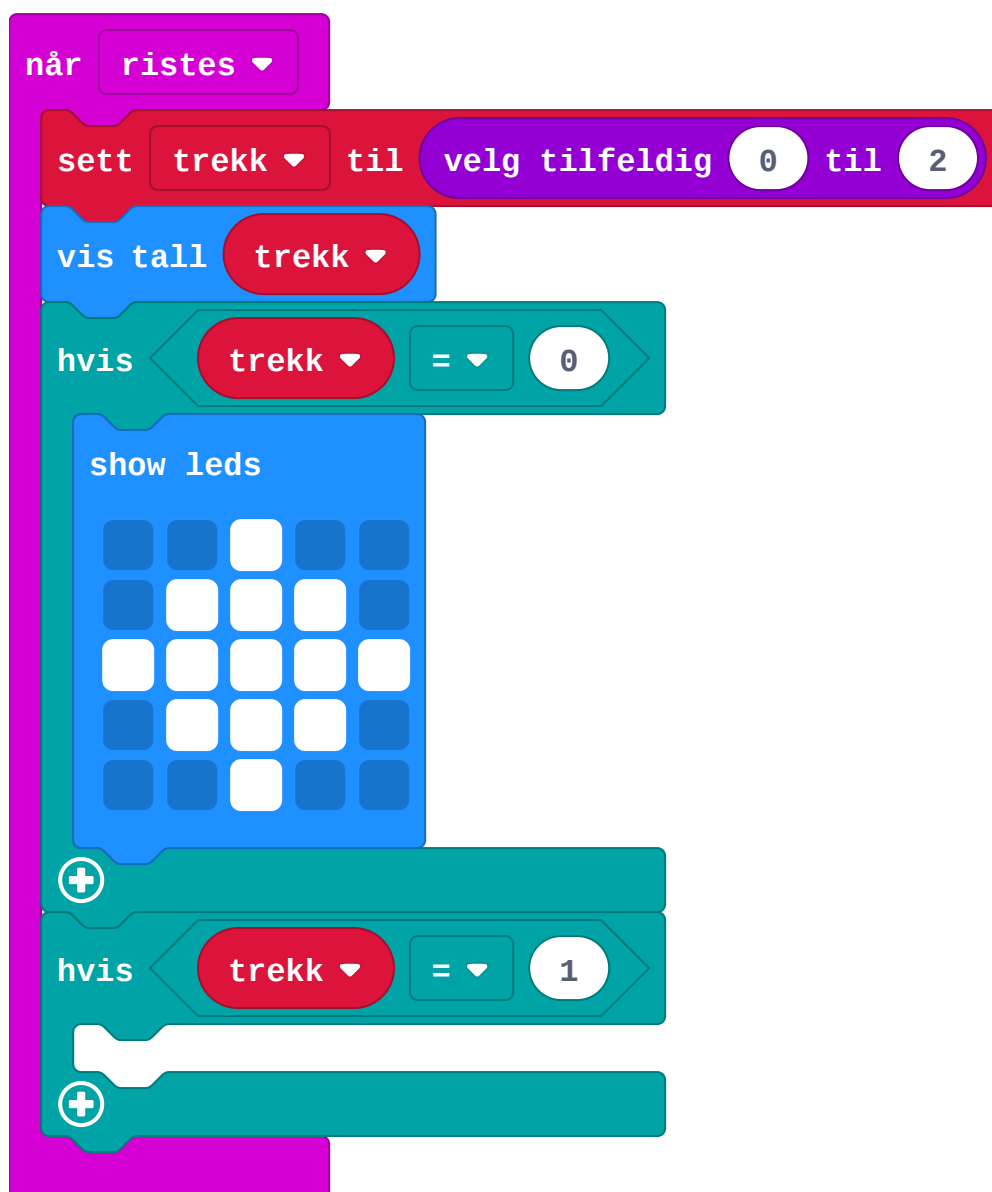 når ristes
sett trekk til velg tilfeldig 0 til 2
vis tall trekk
hvis trekk = 0
show leds
hvis trekk = 1